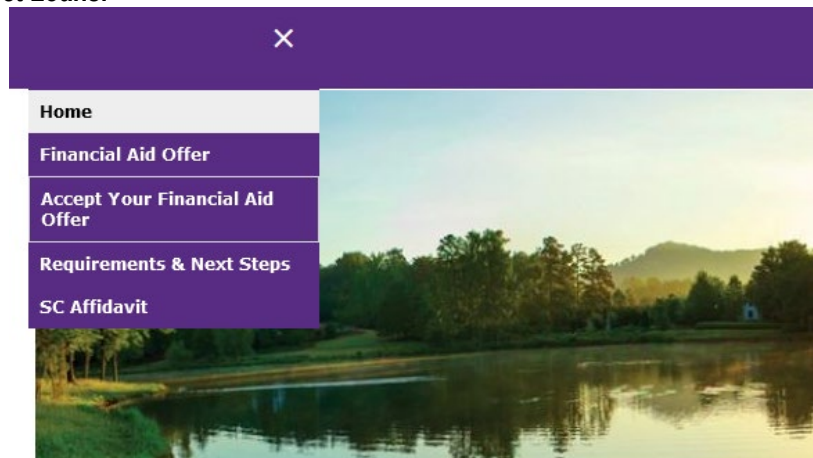 ×
Home
Financial Aid Offer
Accept Your Financial Aid
Offer
Requirements & Next Steps
SC Affidavit